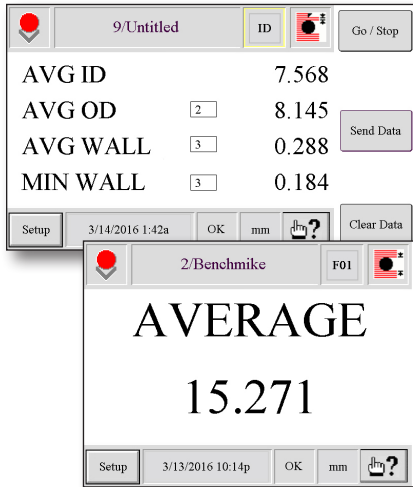 9/Untitled ID Go / Stop
AVG ID 7.568
AVG OD 2 8.145
AVG WALL 3 0.288
MIN WALL 3 0.184
Send Data
Setup 3/14/2016 1:42a OK mm ? Clear Data
2/Benchmike F01
AVERAGE
15.271
Setup 3/13/2016 10:14p OK mm ?